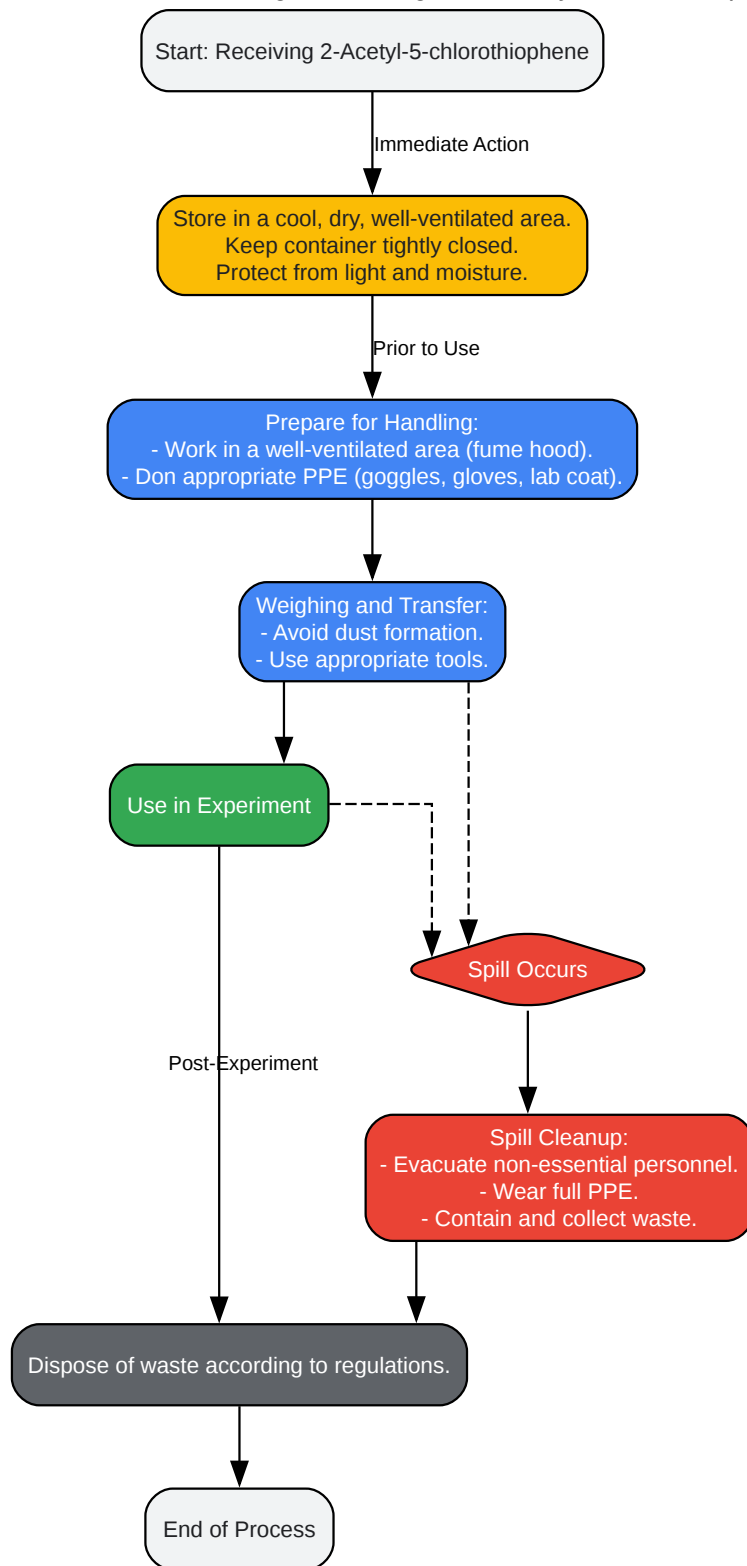 Start: Receiving 2-Acetyl-5-chlorothiophene
Immediate Action
Store in a cool, dry, well-ventilated area.
Keep container tightly closed.
Protect from light and moisture.
Prior to Use
Prepare for Handling:
- Work in a well-ventilated area (fume hood).
- Don appropriate PPE (goggles, gloves, lab coat).
Weighing and Transfer:
- Avoid dust formation.
- Use appropriate tools.
Use in Experiment
Spill Occurs
Post-Experiment
Spill Cleanup:
- Evacuate non-essential personnel.
- Wear full PPE.
- Contain and collect waste.
Dispose of waste according to regulations.
End of Process